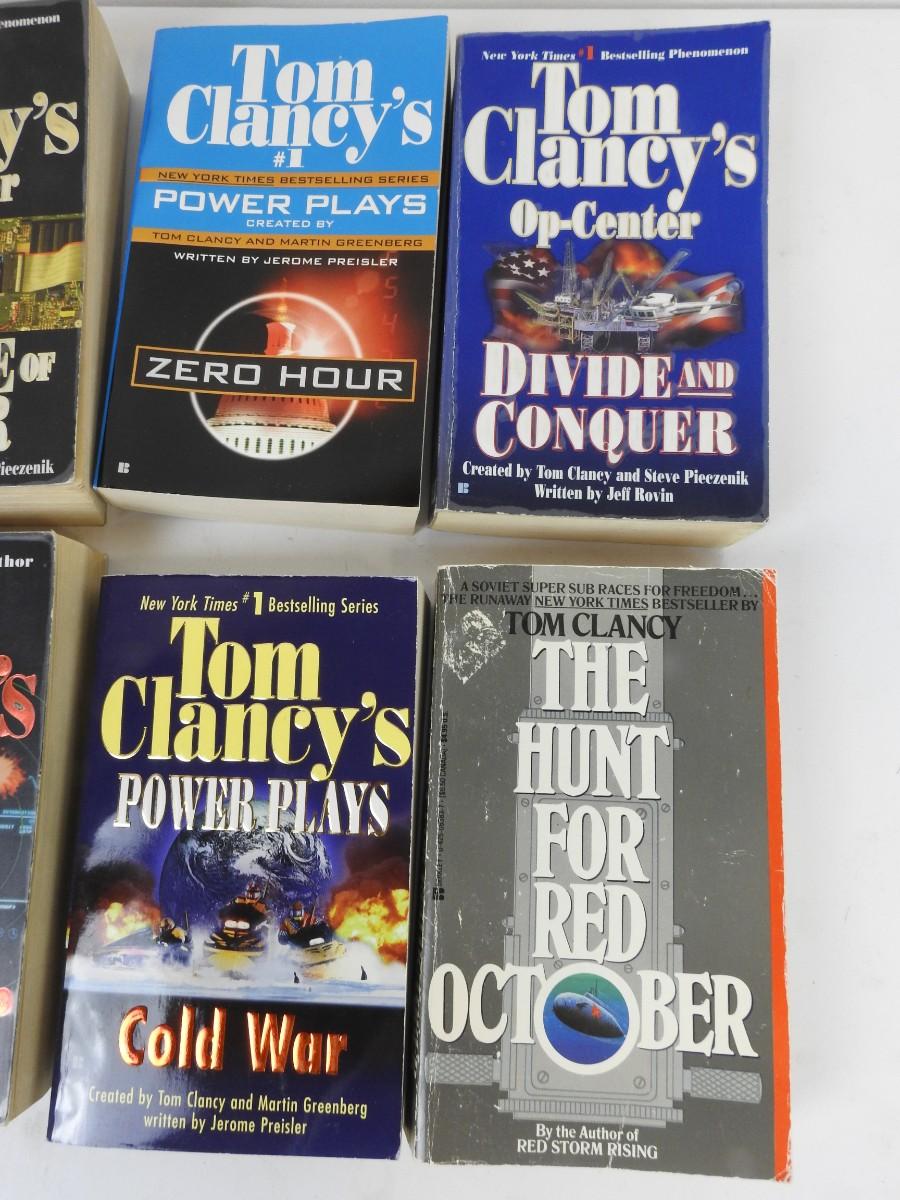 enomenon
y's
r
E OF
R
Pieczenik
Tom
Clancy's
#1
NEW YORK TIMES BESTSELLING SERIES
POWER PLAYS
CREATED BY
TOM CLANCY AND MARTIN GREENBERG
WRITTEN BY JEROME PREISLER
ZERO HOUR
B
New York Times #1 Bestselling Phenomenon
Tom
Clancy's
Op-Center
DIVIDE AND
CONQUER
Created by Tom Clancy and Steve Pieczenik
Written by Jeff Rovin
B
thor
's
New York Times #1 Bestselling Series
Tom
Clancy's
POWER PLAYS
Cold War
Created by Tom Clancy and Martin Greenberg
written by Jerome Preisler
A SOVIET SUPER SUB RACES FOR FREEDOM...
THE RUNAWAY NEW YORK TIMES BESTSELLER BY
TOM CLANCY
THE
HUNT
FOR
RED
OCTOBER
By the Author of
RED STORM RISING